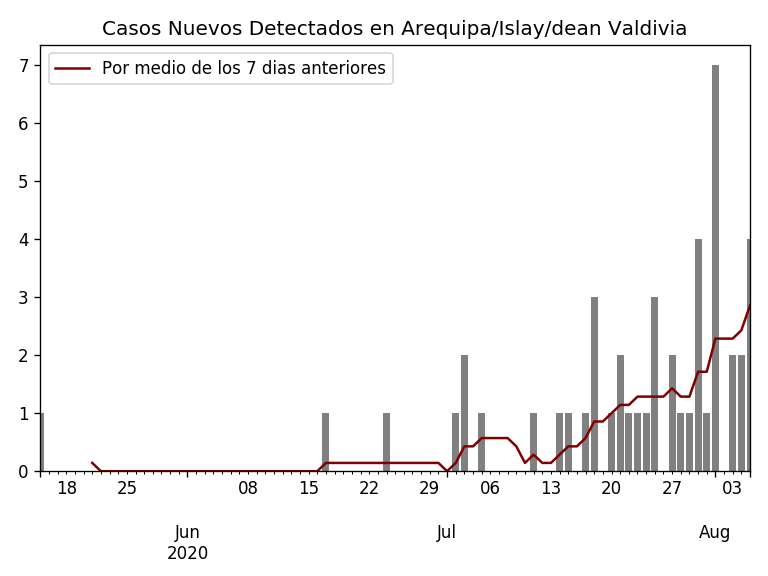 Casos Nuevos Detectados en Arequipa/Islay/dean Valdivia
Por medio de los 7 dias anteriores
7
6
5
4
3
2
1
0
18 25 08 15 22 29 06 13 20 27 03
Jun Jul Aug
2020